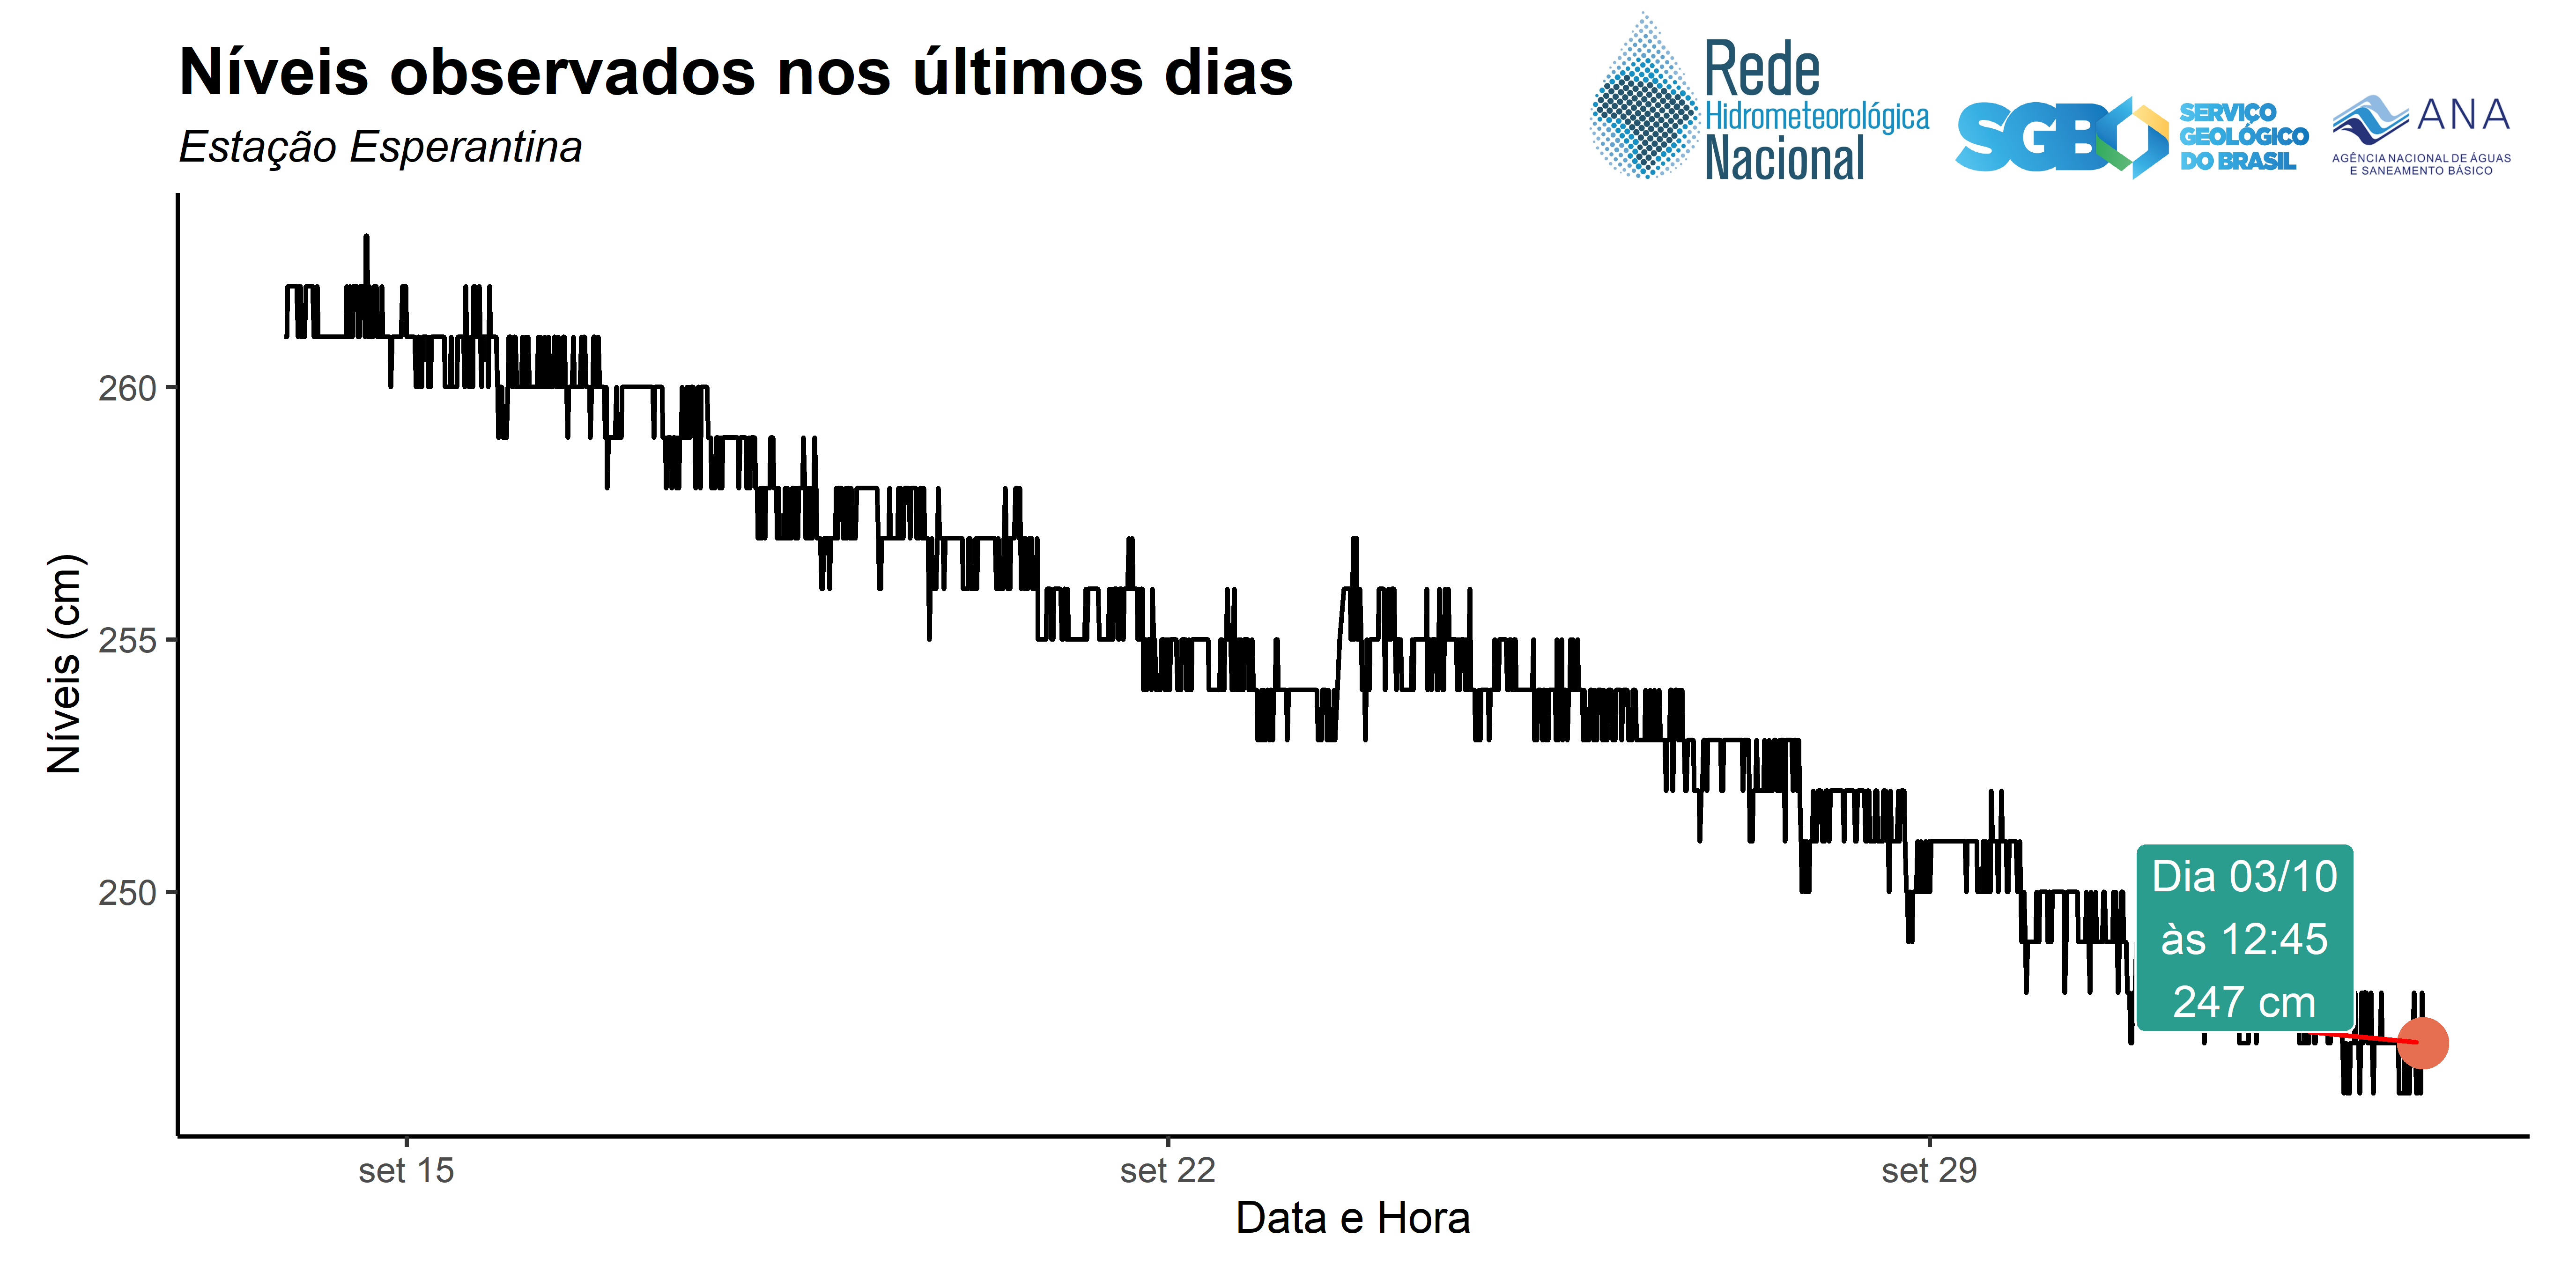 Níveis observados nos últimos dias
Estação Esperantina
Rede
Hidrometeorológica
Nacional
SGB
SERVIÇO
GEOLÓGICO
DO BRASIL
ANA
AGÊNCIA NACIONAL DE ÁGUAS
E SANEAMENTO BÁSICO
Níveis (cm)
260
255
250
Dia 03/10
às 12:45
247 cm
set 15
set 22
set 29
Data e Hora